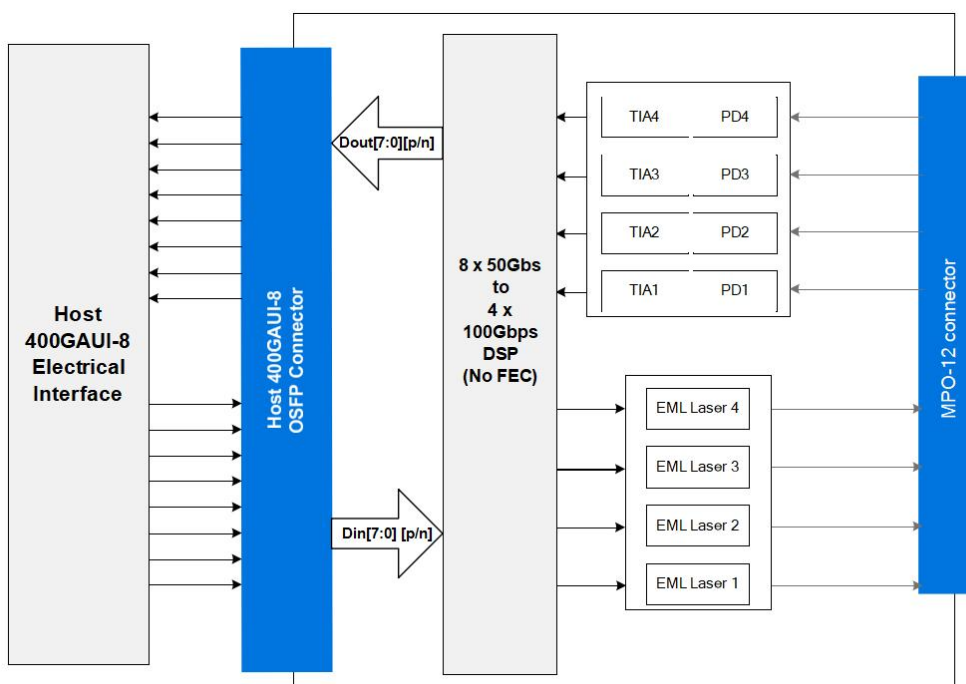 Host
400GAUI-8
Electrical
Interface
Host 400GAUI-8
OSFP Connector
Dout[7:0][p/n]
Din[7:0] [p/n]
8 x 50Gbs
to
4 x
100Gbps
DSP
(No FEC)
TIA4 PD4
TIA3 PD3
TIA2 PD2
TIA1 PD1
EML Laser 4
EML Laser 3
EML Laser 2
EML Laser 1
MPO-12 connector